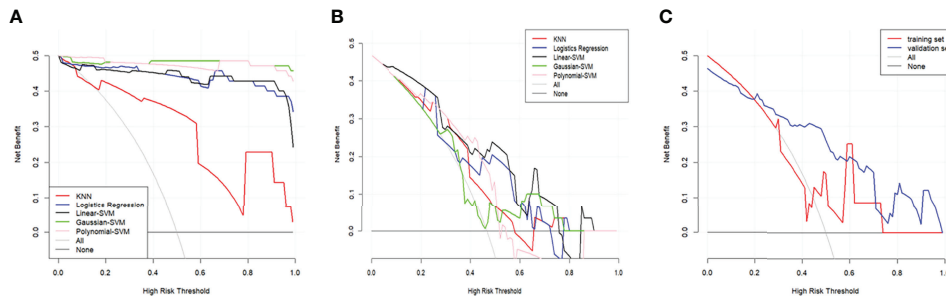 A
Net Benefit
0.5
0.4
0.3
0.2
0.1
0.0
KNN
Logistics Regression
Linear-SVM
Gaussian-SVM
Polynomial-SVM
All
None
0.0 0.2 0.4 0.6 0.8 1.0
High Risk Threshold
B
Net Benefit
0.6
0.5
0.4
0.3
0.2
0.1
0.0
KNN
Logistics Regression
Linear-SVM
Gaussian-SVM
Polynomial-SVM
All
None
0.0 0.2 0.4 0.6 0.8 1.0
High Risk Threshold
C
Net Benefit
0.5
0.4
0.3
0.2
0.1
0.0
training set
validation se
All
None
0.0 0.2 0.4 0.6 0.8 1.0
High Risk Threshold